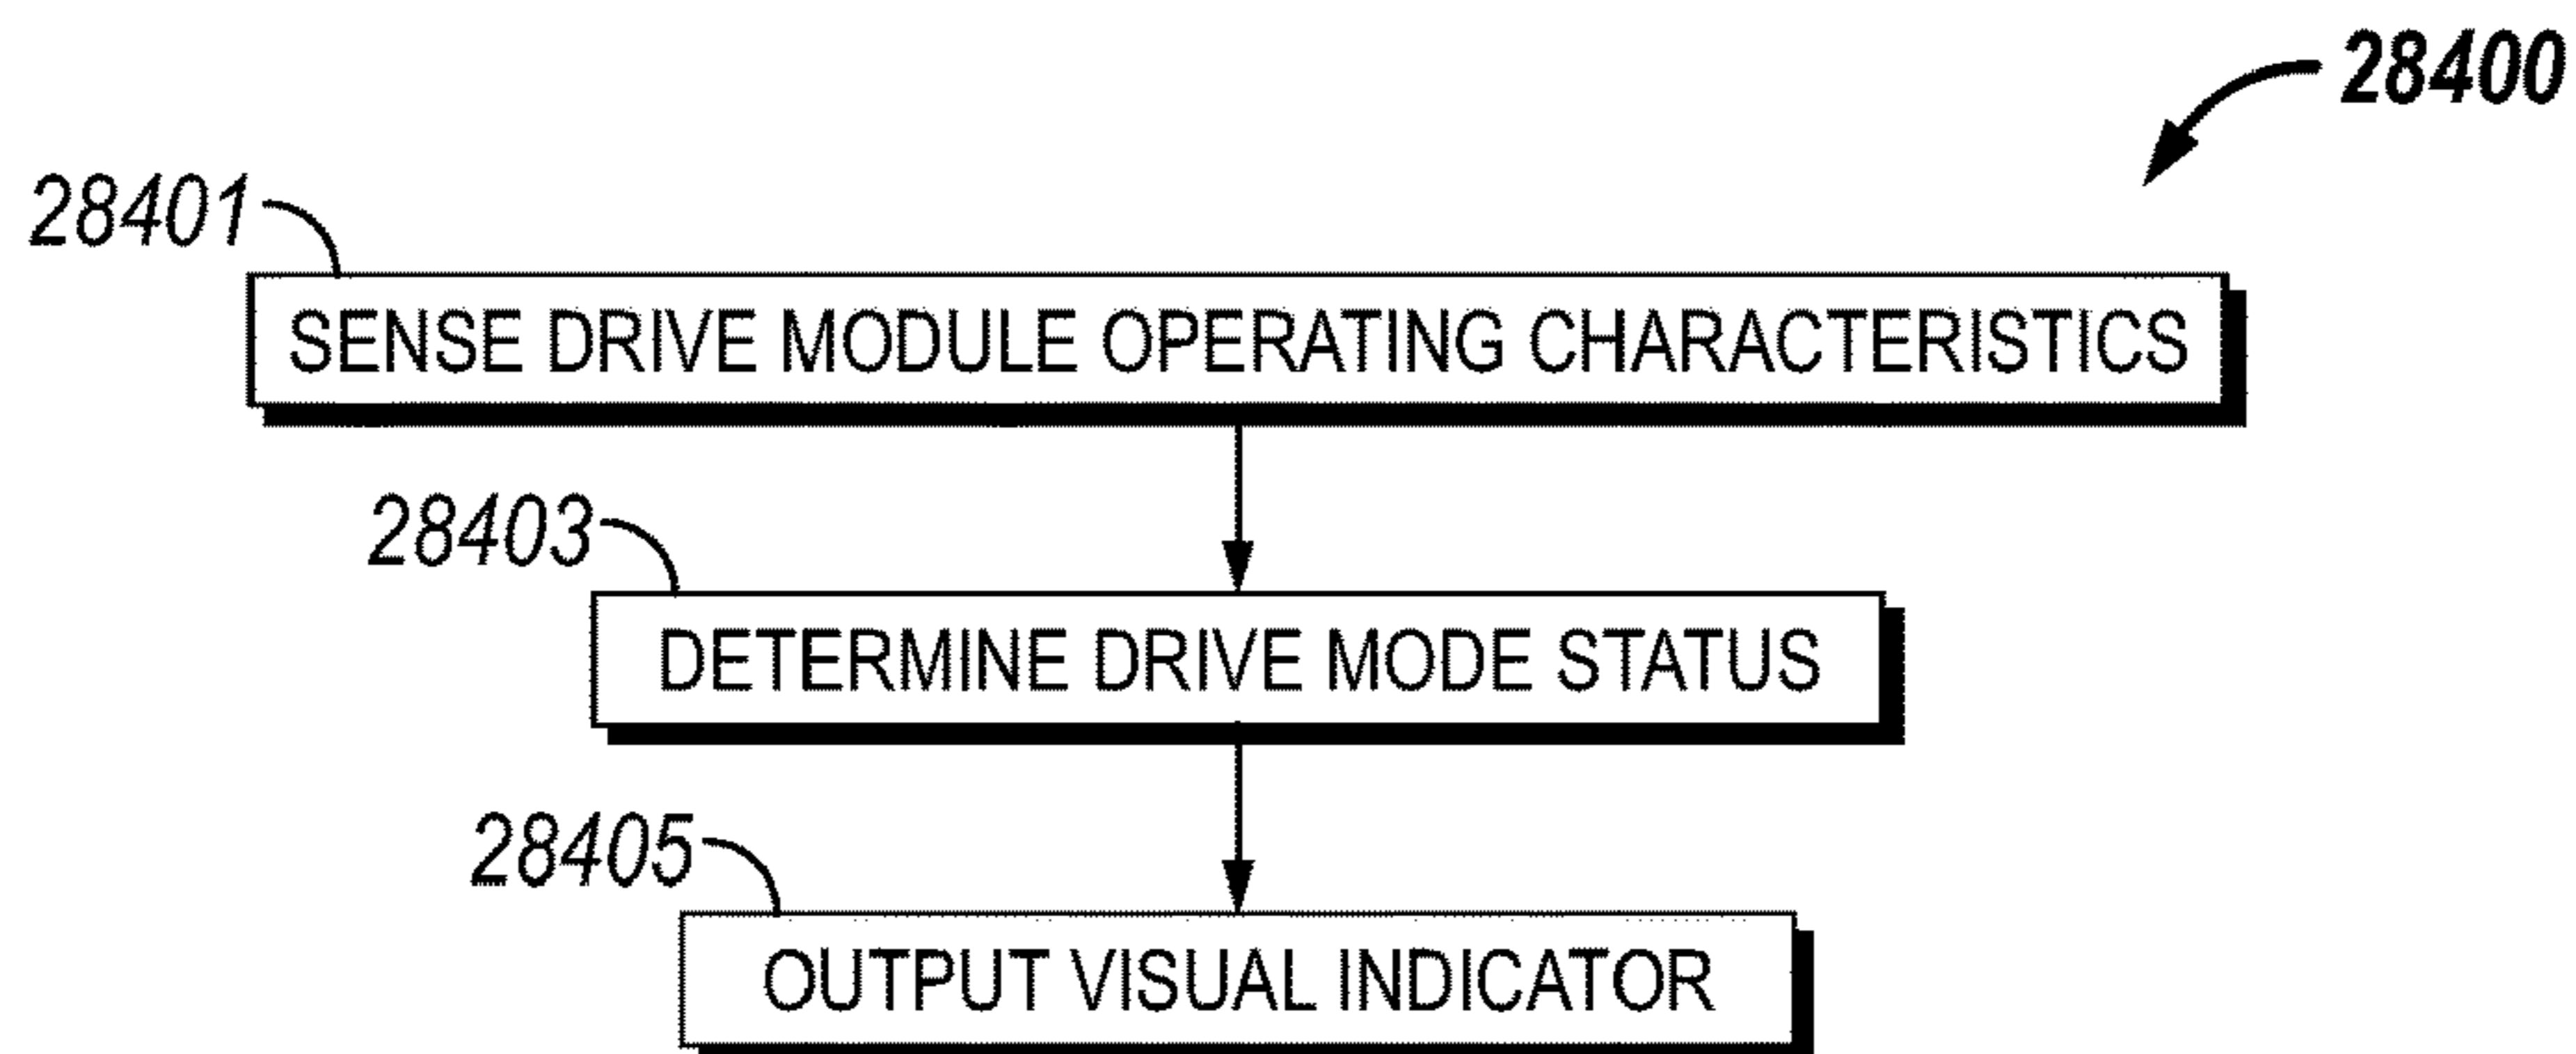 28400
28401
SENSE DRIVE MODULE OPERATING CHARACTERISTICS
28403
DETERMINE DRIVE MODE STATUS
28405
OUTPUT VISUAL INDICATOR